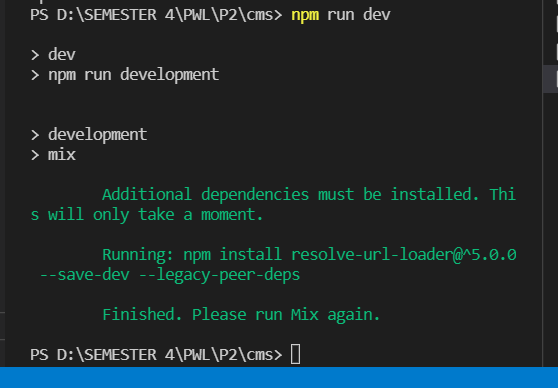 PS D:\SEMESTER 4\PWL\P2\cms> npm run dev
> dev
> npm run development
> development
> mix
Additional dependencies must be installed. Thi
s will only take a moment.
Running: npm install resolve-url-loader@^5.0.0
--save-dev --legacy-peer-deps
Finished. Please run Mix again.
PS D:\SEMESTER 4\PWL\P2\cms>